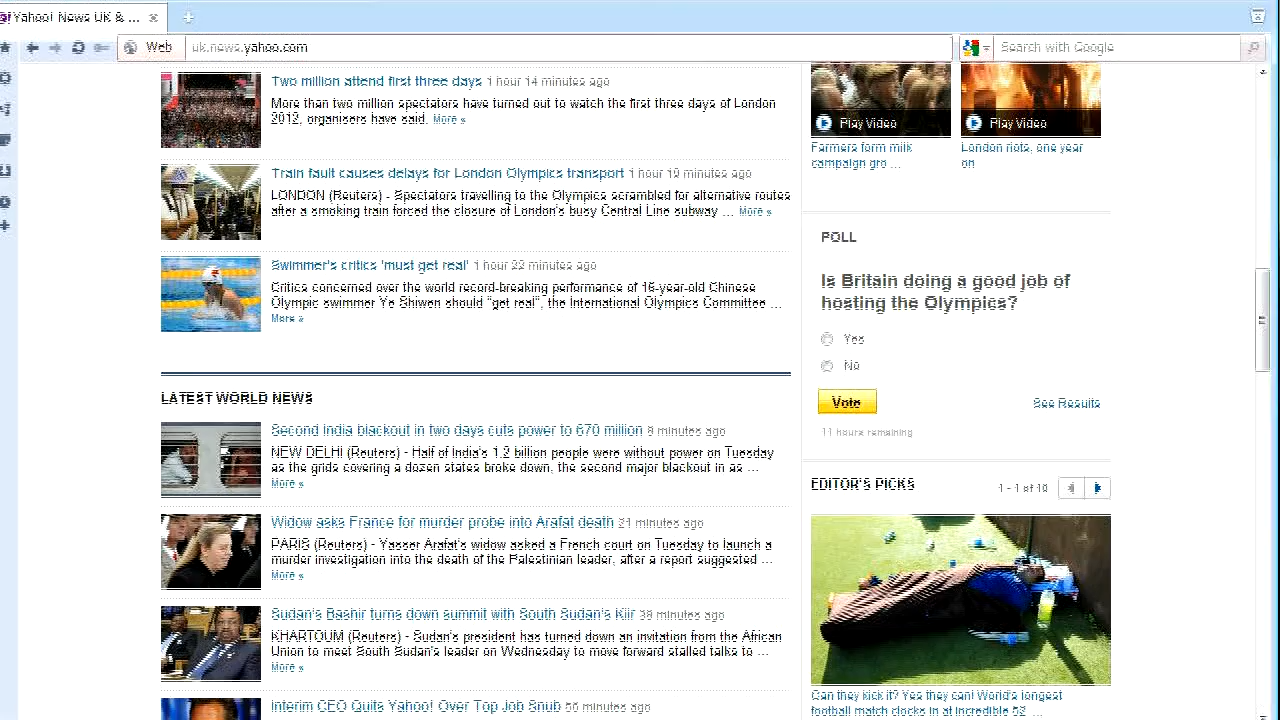 Yahoo! News UK & ...
Web
uk.news.yahoo.com
Search with Google
Two million attend first three days 1 hour 14 minutes ago
More than two million spectators have turned out to watch the first three days of London
2012, organisers have said. More »
Train fault causes delays for London Olympics transport 1 hour 19 minutes ago
LONDON (Reuters) - Spectators travelling to the Olympics scrambled for alternative routes
after a smoking train forced the closure of London's busy Central Line subway ... More »
Swimmer's critics 'must get real' 1 hour 33 minutes ago
Critics concerned over the world record-breaking performance of 16-year-old Chinese
Olympic swimmer Ye Shiwen should "get real", the International Olympics Committee ...
More »
LATEST WORLD NEWS
Second India blackout in two days cuts power to 670 million 8 minutes ago
NEW DELHI (Reuters) - Half of India's 1.2 billion people were without power on Tuesday
as the grids covering a dozen states broke down, the second major blackout in as ...
More »
Widow asks France for murder probe into Arafat death 21 minutes ago
PARIS (Reuters) - Yasser Arafat's widow asked a French court on Tuesday to launch a
murder investigation into the death of the Palestinian leader, after a report suggested ...
More »
Sudan's Bashir turns down summit with South Sudan's Kiir 38 minutes ago
KHARTOUM (Reuters) - Sudan's president has turned down an invitation from the African
Union to meet South Sudan's leader on Wednesday to move forward stalled talks to ...
More »
Interim CEO Quits Yahoo! Over Top Job Snub 50 minutes ago
Play Video
Play Video
Farmers form milk
campaign gro ...
London riots, one year
on
POLL
Is Britain doing a good job of
hosting the Olympics?
Yes
No
Vote
See Results
11 hours remaining
EDITOR'S PICKS
1 - 1 of 10
World's longest
football match clocks in at incredible